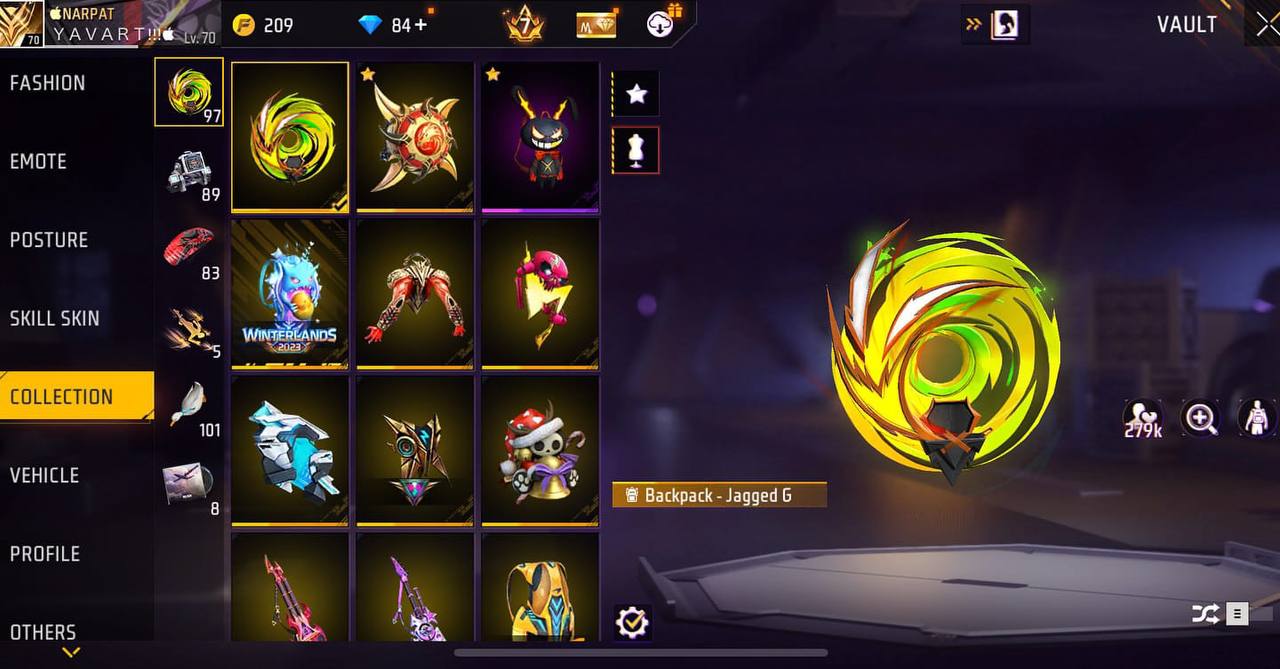 NARPAT
YAVART!!!
Lv.70
70
209
84+
7
M
VAULT
FASHION
EMOTE
POSTURE
SKILL SKIN
COLLECTION
VEHICLE
PROFILE
OTHERS
97
89
83
5
101
8
WINTERLANDS
2023
279k
Backpack - Jagged G